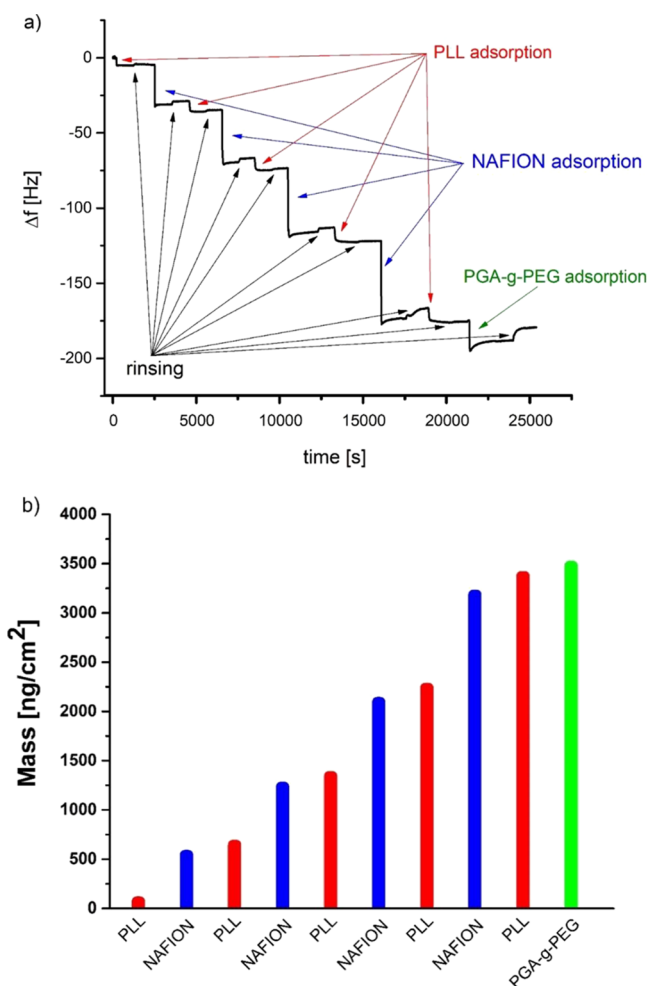 a)
PLL adsorption
NAFION adsorption
PGA-g-PEG adsorption
rinsing
Δf [Hz]
0
-50
-100
-150
-200
0 5000 10000 15000 20000 25000
time [s]
b)
Mass [ng/cm²]
4000
3500
3000
2500
2000
1500
1000
500
0
PLL NAFION PLL NAFION PLL NAFION PLL NAFION PLL PGA-g-PEG